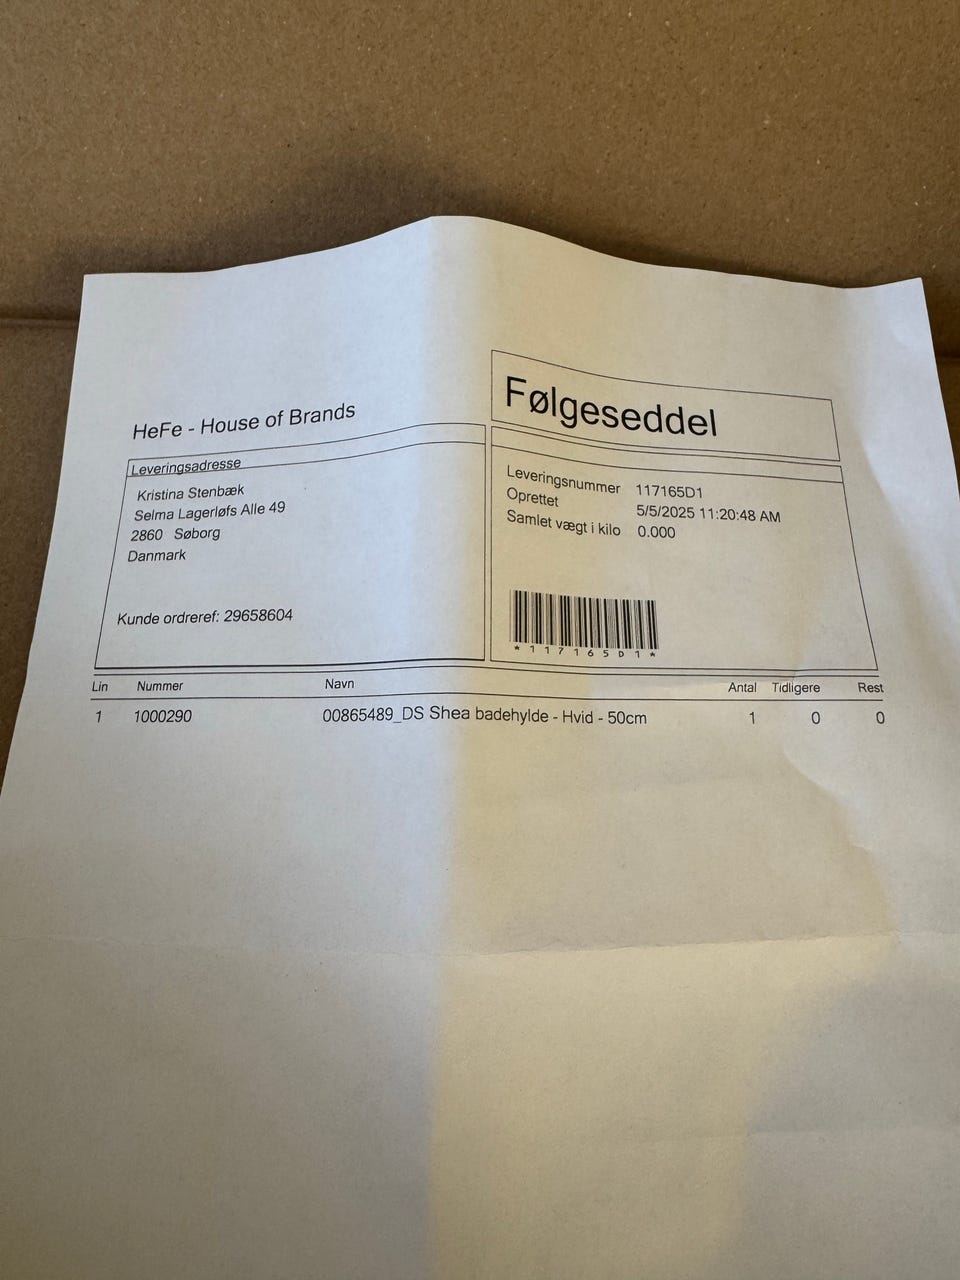 Følgeseddel
HeFe - House of Brands
Leveringsadresse
Kristina Stenbæk
Selma Lagerløfs Alle 49
2860 Søborg
Danmark
Kunde ordreref: 29658604
Leveringsnummer 117165D1
Oprettet 5/5/2025 11:20:48 AM
Samlet vægt i kilo 0.000
*117165D1*
Lin Nummer Navn Antal Tidligere Rest
1 1000290 00865489_DS Shea badehylde - Hvid - 50cm 1 0 0